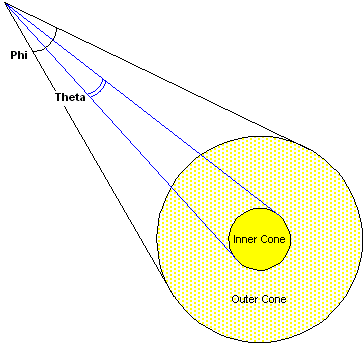 Phi
Theta
Inner Cone
Outer Cone